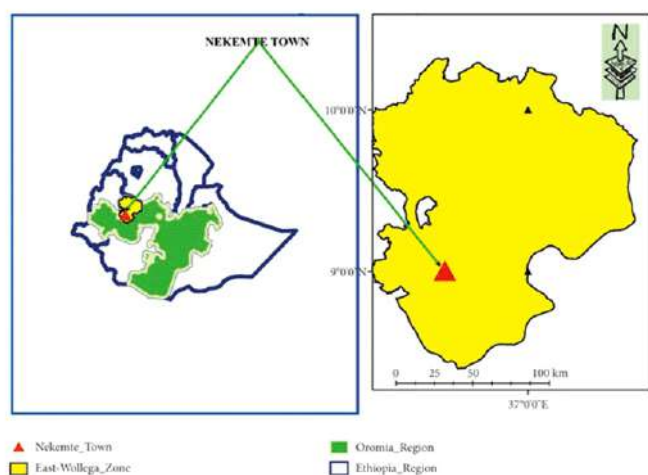 NEKEMTE TOWN
N
10°0'0"N
9°0'0"N
0 25 50 100 km
37°0'0"E
Nekemte_Town
East-Wollega_Zone
Oromia_Region
Ethiopia_Region